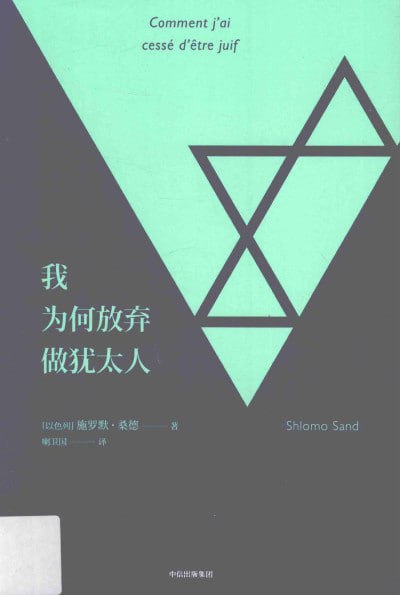 Comment j'ai
cessé d'être juif
我
为何放弃
做犹太人
[以色列] 施罗默·桑德——著
喇卫国——译
Shlomo Sand
中信出版集团